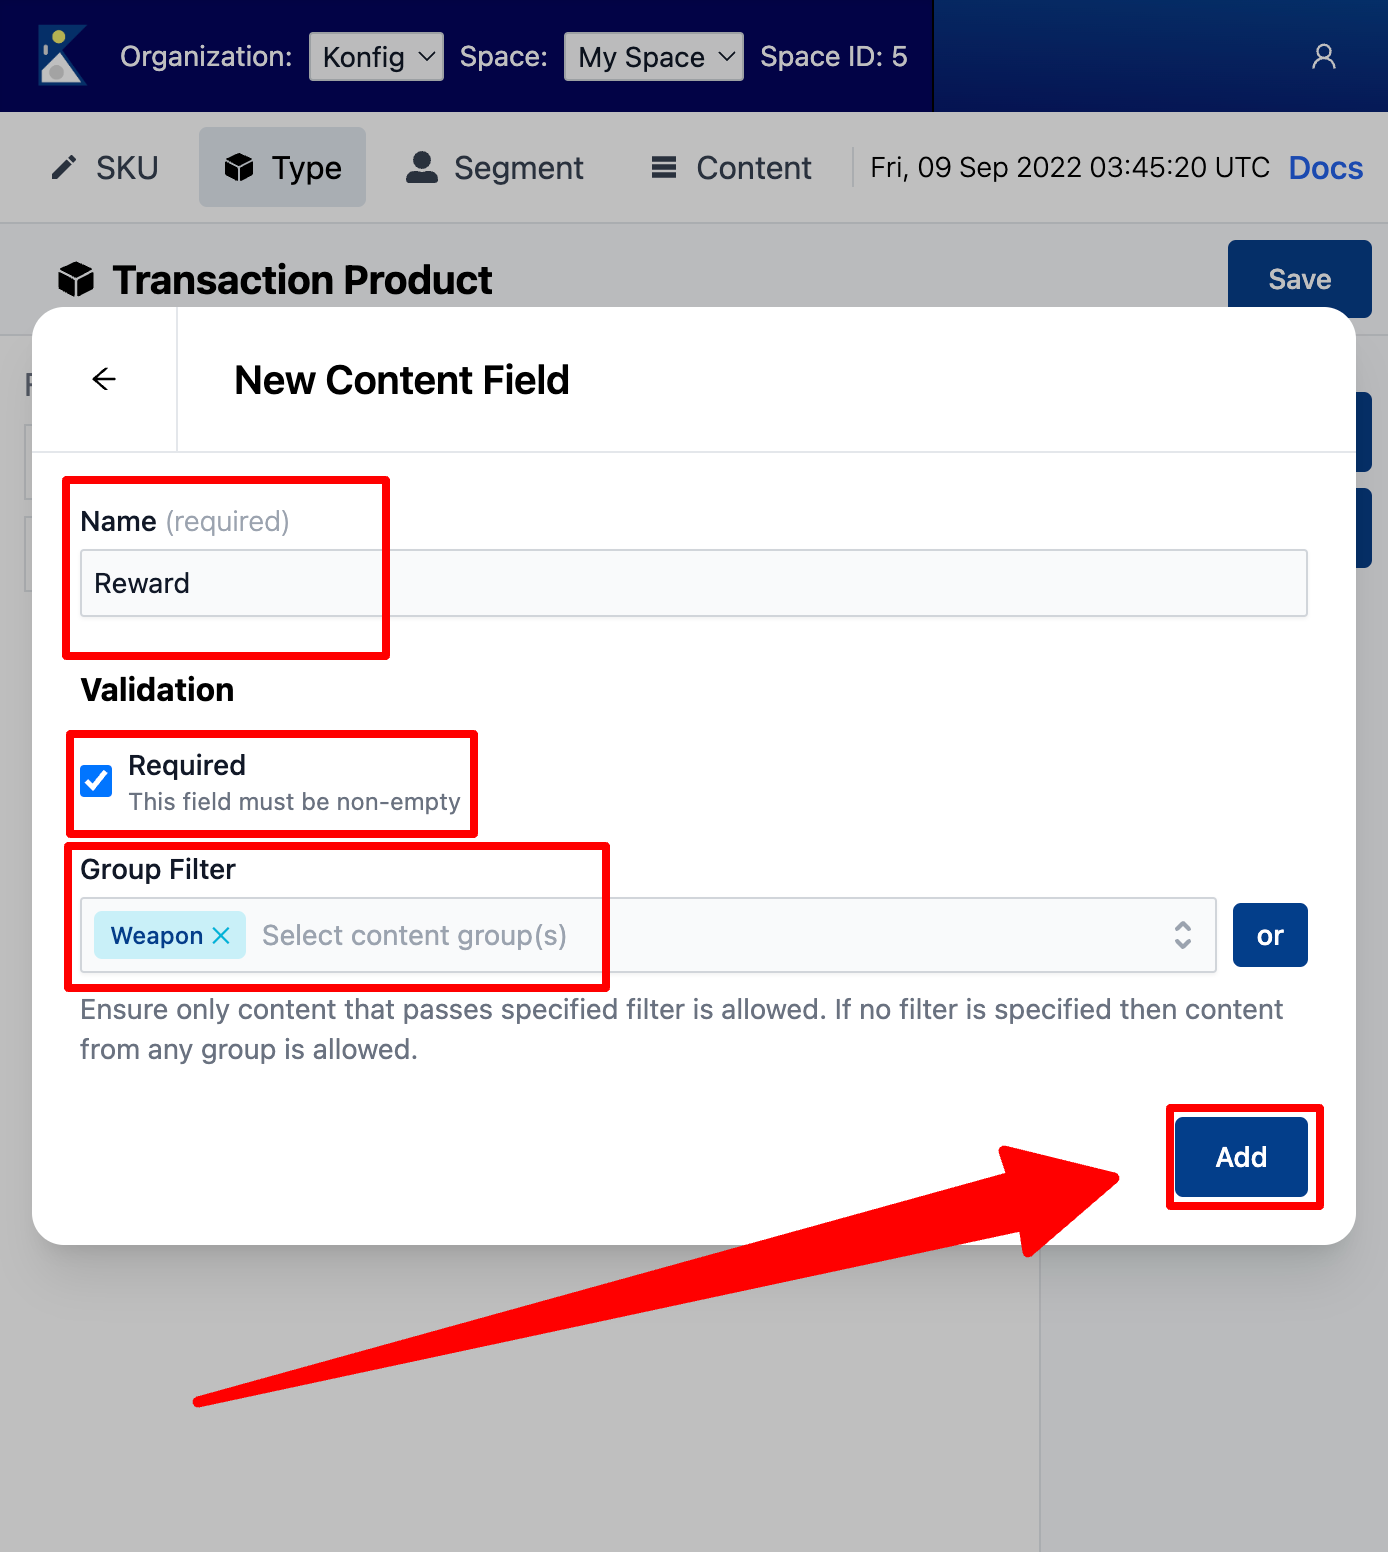 Organization: Konfig Space: My Space Space ID: 5
SKU Type Segment Content Fri, 09 Sep 2022 03:45:20 UTC Docs
Transaction Product Save
New Content Field
Name (required)
Reward
Validation
Required
This field must be non-empty
Group Filter
Weapon Select content group(s) or
Ensure only content that passes specified filter is allowed. If no filter is specified then content
from any group is allowed.
Add